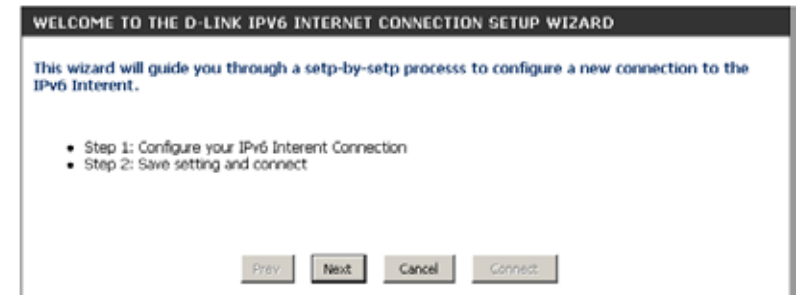 WELCOME TO THE D-LINK IPV6 INTERNET CONNECTION SETUP WIZARD
This wizard will guide you through a setp-by-setp processs to configure a new connection to the
IPv6 Interent.
• Step 1: Configure your IPv6 Interent Connection
• Step 2: Save setting and connect
Prev Next Cancel Connect